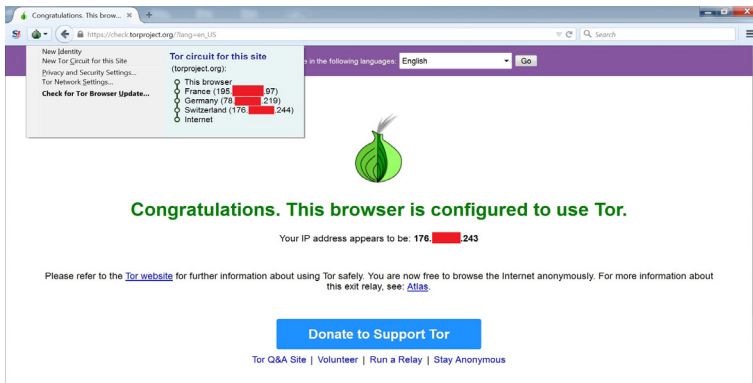 Congratulations. This brow...
https://check.torproject.org/?lang=en_US
Search
New Identity
New Tor Circuit for this Site
Privacy and Security Settings...
Tor Network Settings...
Check for Tor Browser Update...
Tor circuit for this site
(torproject.org):
This browser
France (195. .97)
Germany (78. .219)
Switzerland (176. .244)
Internet
e in the following languages: English Go
Congratulations. This browser is configured to use Tor.
Your IP address appears to be: 176. .243
Please refer to the Tor website for further information about using Tor safely. You are now free to browse the Internet anonymously. For more information about
this exit relay, see: Atlas.
Donate to Support Tor
Tor Q&A Site | Volunteer | Run a Relay | Stay Anonymous